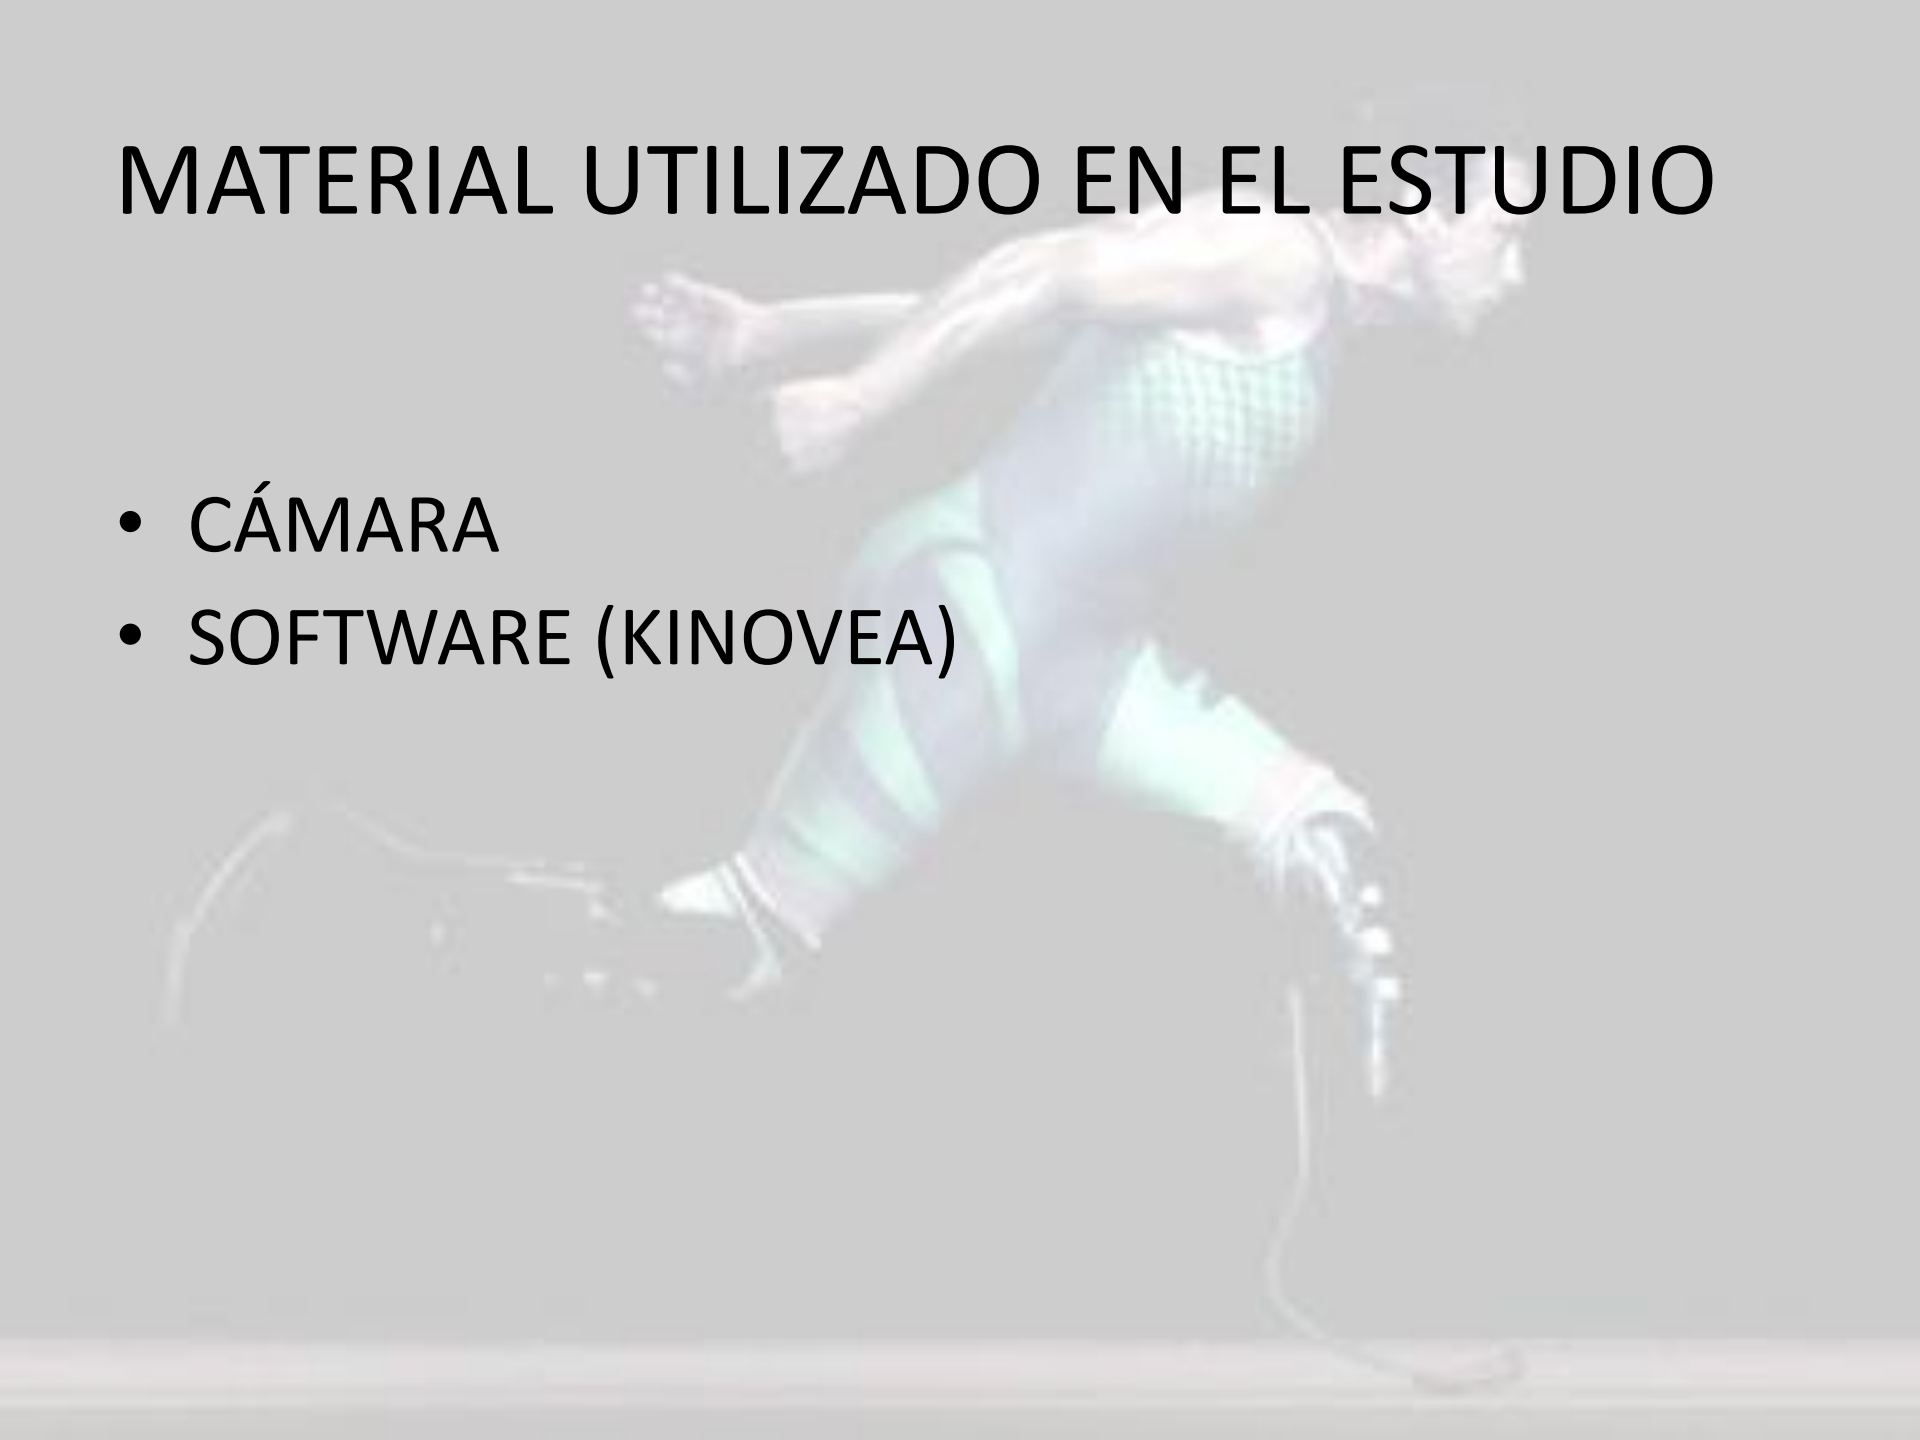 MATERIAL UTILIZADO EN EL ESTUDIO
• CÁMARA
• SOFTWARE (KINOVEA)